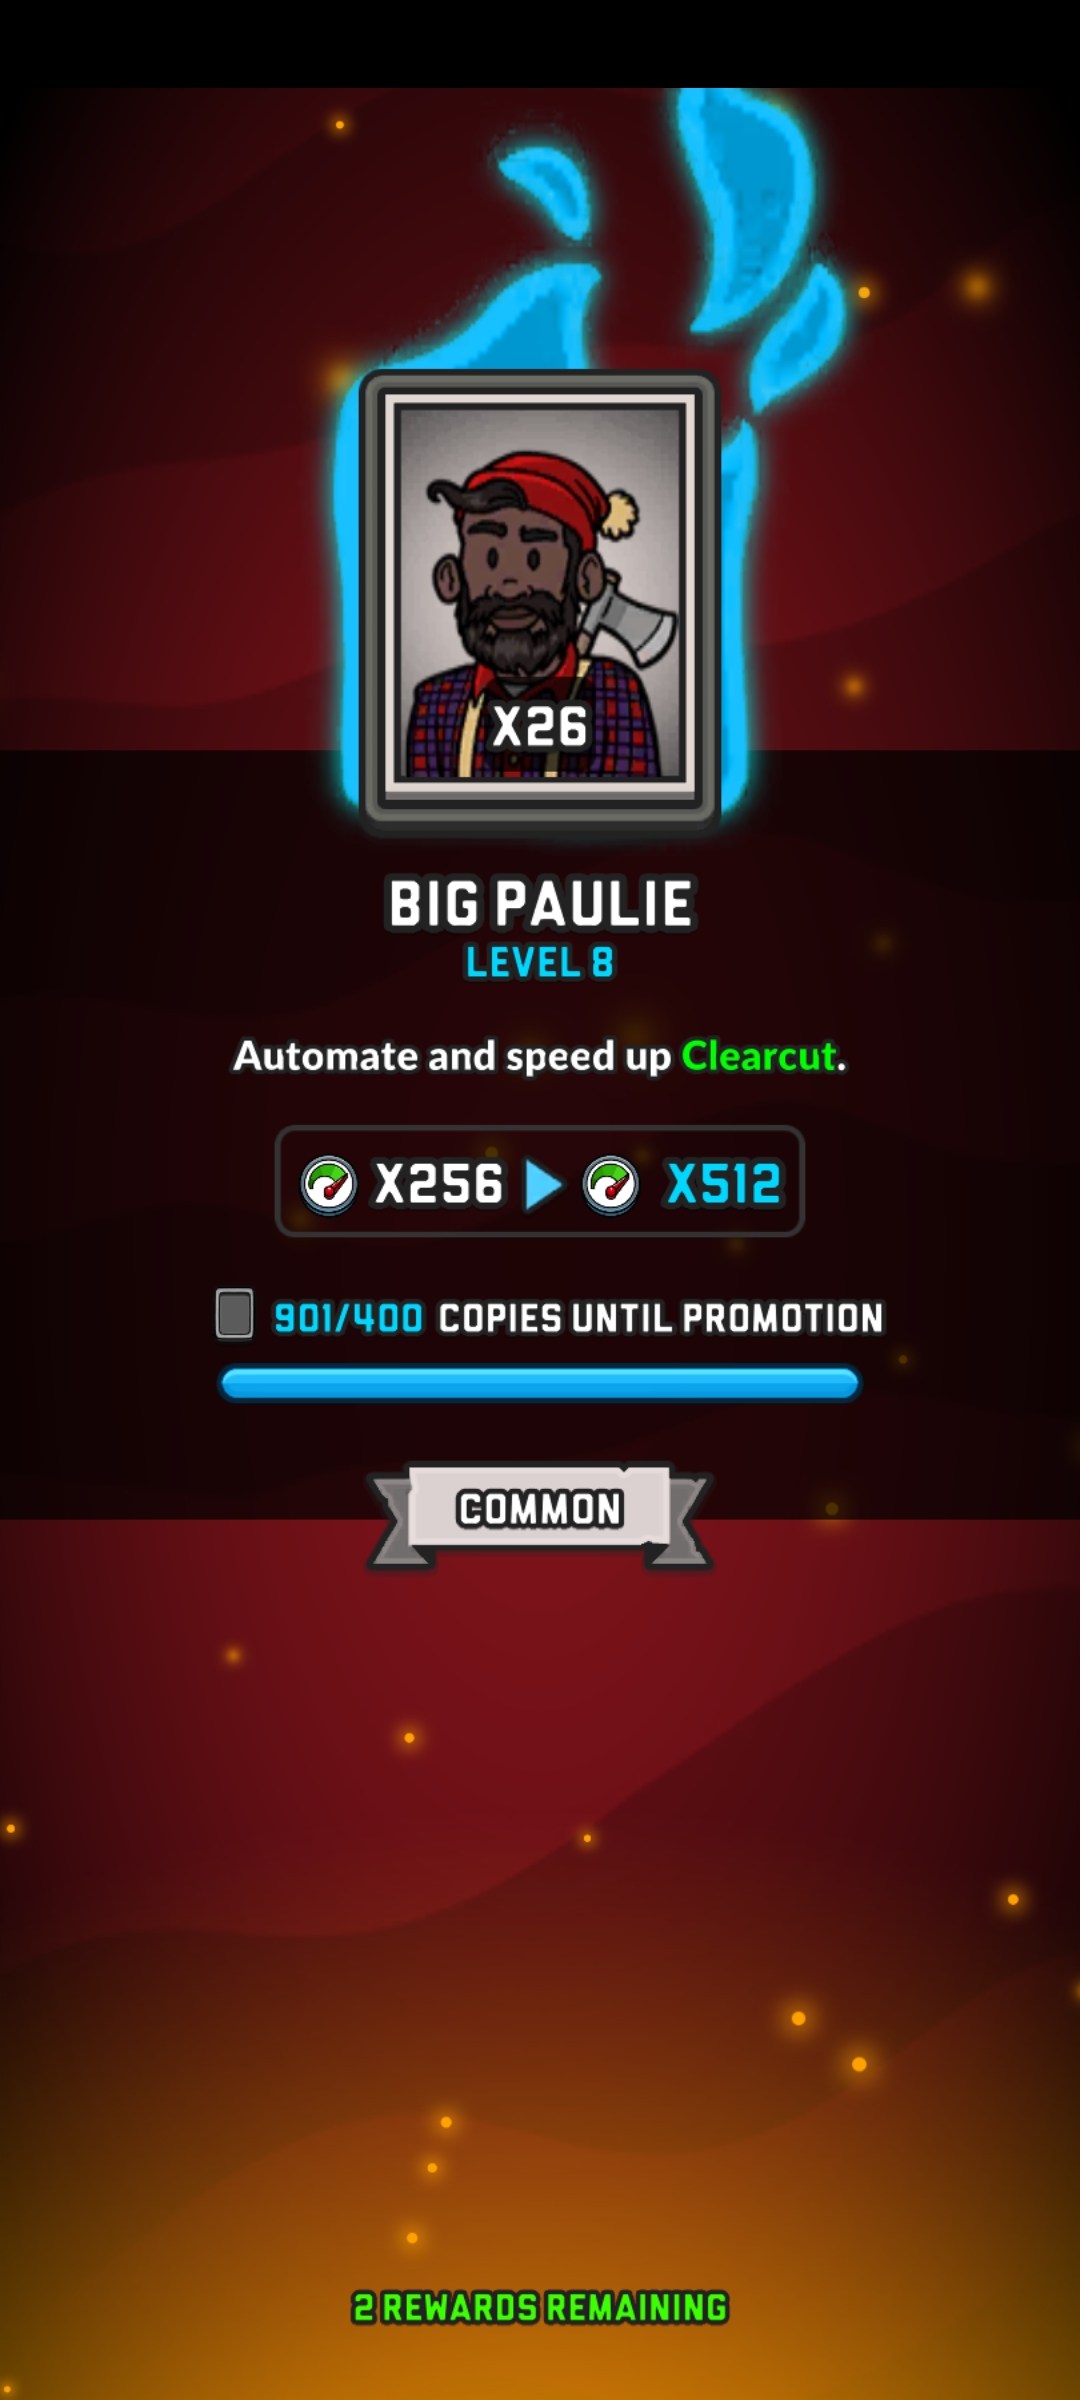 X26
BIG PAULIE
LEVEL 8
Automate and speed up Clearcut.
X256 X512
901/400 COPIES UNTIL PROMOTION
COMMON
2 REWARDS REMAINING